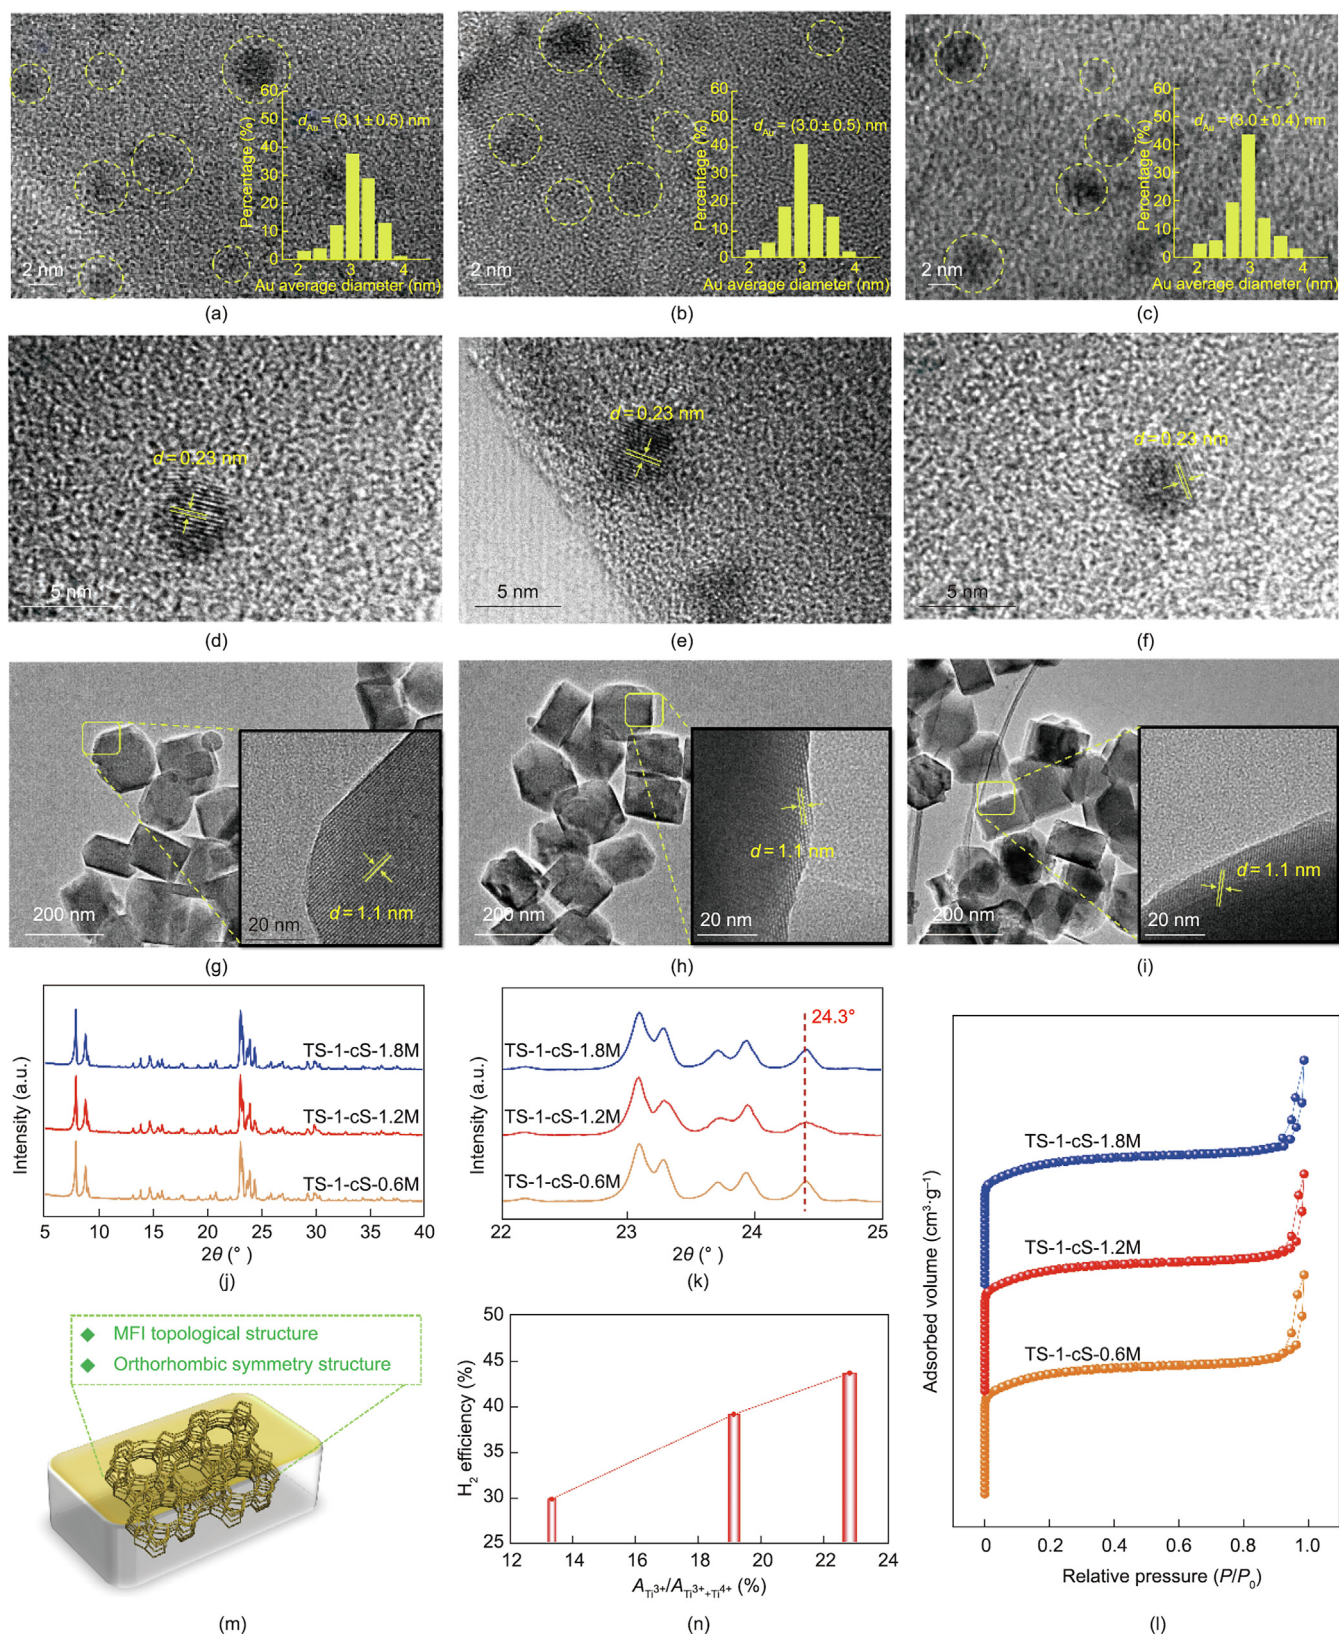 60
50
40
30
20
10
0
Percentage (%)
d_Au = (3.1 ± 0.5) nm
2 3 4
Au average diameter (nm)
2 nm
(a)
60
50
40
30
20
10
0
Percentage (%)
d_Au = (3.0 ± 0.5) nm
2 3 4
Au average diameter (nm)
2 nm
(b)
60
50
40
30
20
10
0
Percentage (%)
d_Au = (3.0 ± 0.4) nm
2 3 4
Au average diameter (nm)
2 nm
(c)
d = 0.23 nm
5 nm
(d)
d = 0.23 nm
5 nm
(e)
d = 0.23 nm
5 nm
(f)
200 nm
20 nm
d = 1.1 nm
(g)
200 nm
d = 1.1 nm
20 nm
(h)
200 nm
d = 1.1 nm
20 nm
(i)
Intensity (a.u.)
TS-1-cS-1.8M
TS-1-cS-1.2M
TS-1-cS-0.6M
5 10 15 20 25 30 35 40
2θ (°)
(j)
Intensity (a.u.)
24.3°
TS-1-cS-1.8M
TS-1-cS-1.2M
TS-1-cS-0.6M
22 23 24 25
2θ (°)
(k)
Adsorbed volume (cm³·g⁻¹)
TS-1-cS-1.8M
TS-1-cS-1.2M
TS-1-cS-0.6M
0 0.2 0.4 0.6 0.8 1.0
Relative pressure (P/P₀)
(l)
◆ MFI topological structure
◆ Orthorhombic symmetry structure
(m)
H₂ efficiency (%)
50
45
40
35
30
25
12 14 16 18 20 22 24
A_Ti³⁺/A_Ti³⁺+Ti⁴⁺ (%)
(n)